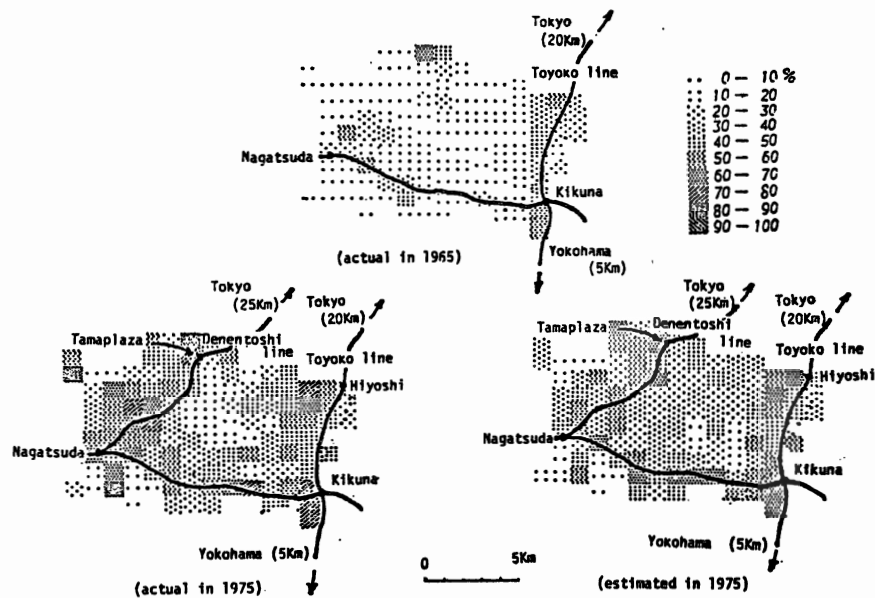 Tokyo
(20Km)
Toyoko line
Nagatsuda
Kikuna
Yokohama
(5Km)
(actual in 1965)
0 — 10 %
10 — 20
20 — 30
30 — 40
40 — 50
50 — 60
60 — 70
70 — 80
80 — 90
90 — 100
Tokyo
(25Km)
Tokyo
(20Km)
Tamaplaza
Denentoshi
line
Toyoko line
Hiyoshi
Nagatsuda
Kikuna
Yokohama (5Km)
(actual in 1975)
0 5Km
Tokyo
(25Km)
Tokyo
(20Km)
Tamaplaza
Denentoshi
line
Toyoko line
Hiyoshi
Nagatsuda
Kikuna
Yokohama (5Km)
(estimated in 1975)